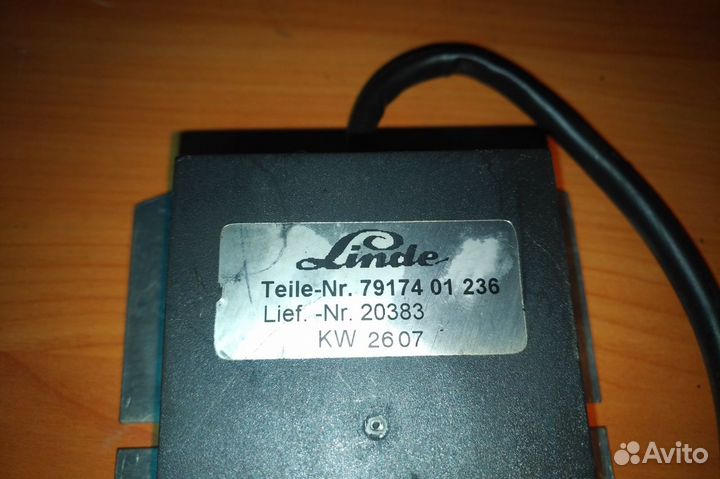 Linde
Teile-Nr. 79174 01 236
Lief. -Nr. 20383
KW 2607
Avito